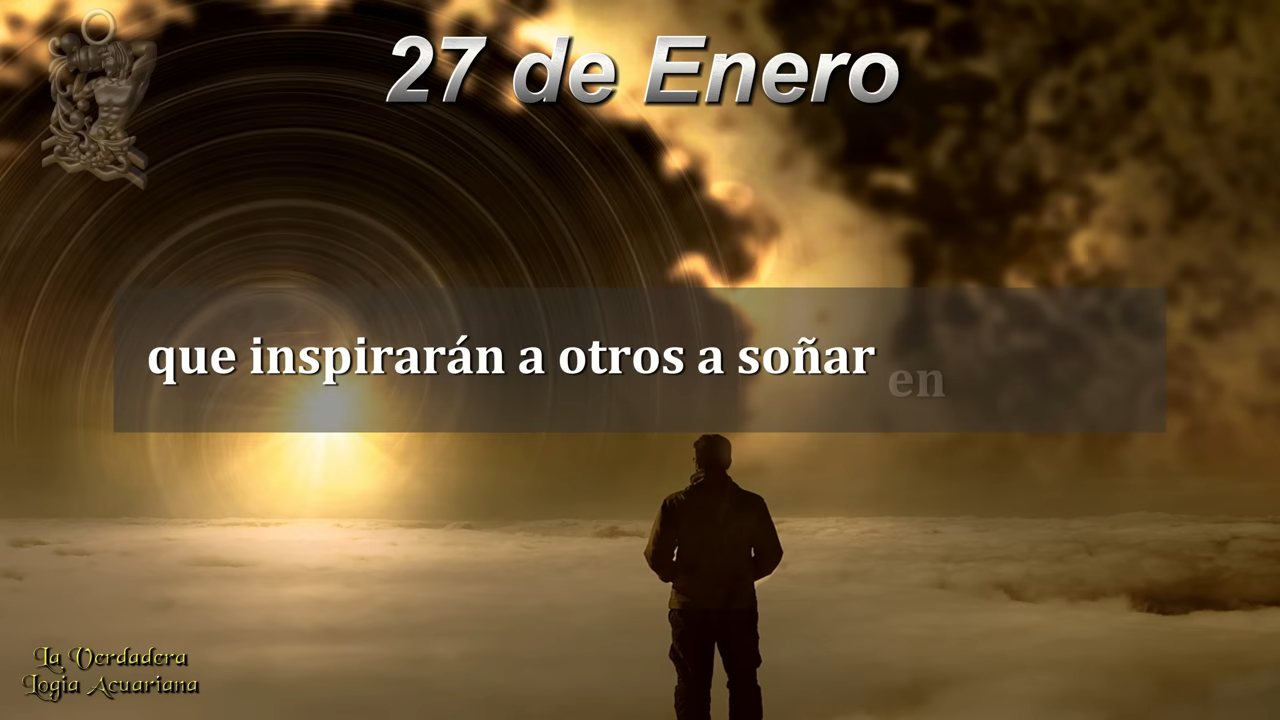 27 de Enero
que inspirarán a otros a soñar en
La Verdadera
Logia Acuariana